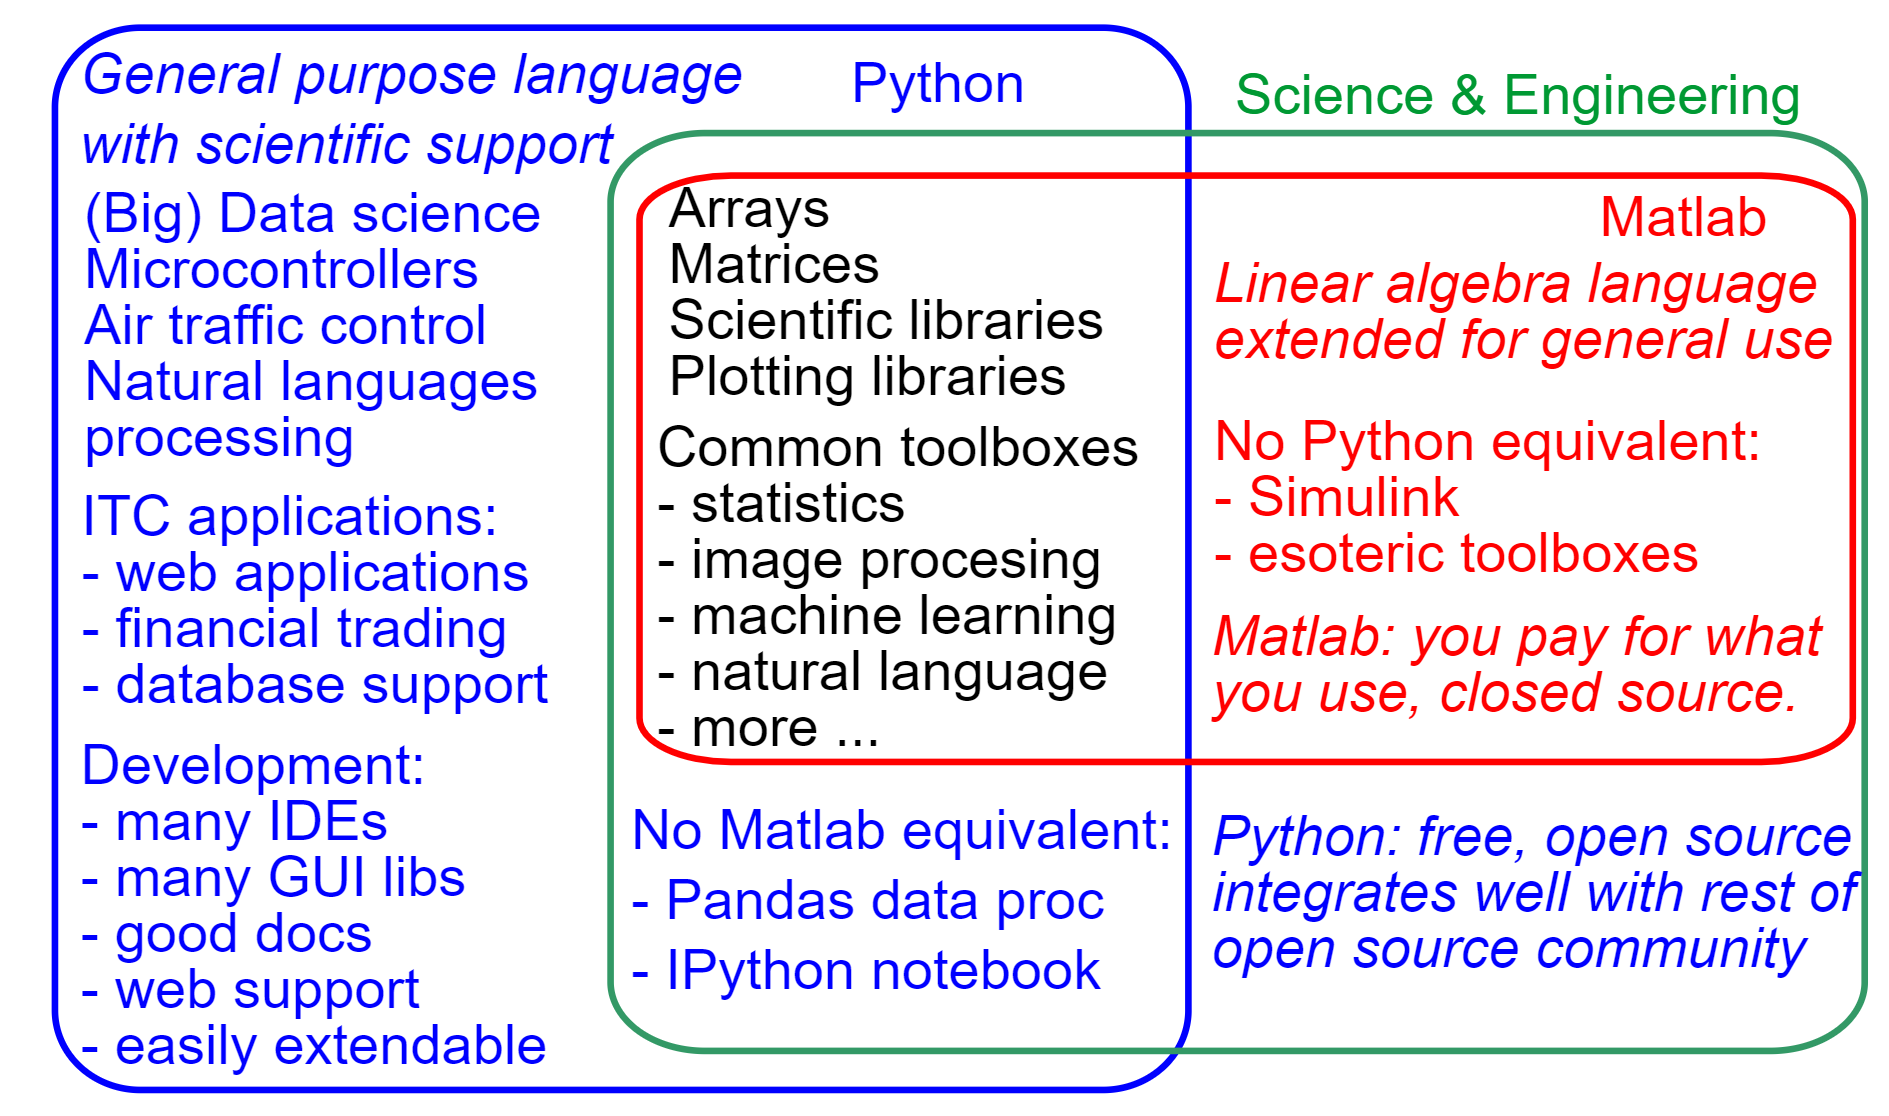 General purpose language
with scientific support
(Big) Data science
Microcontrollers
Air traffic control
Natural languages
processing
ITC applications:
- web applications
- financial trading
- database support
Development:
- many IDEs
- many GUI libs
- good docs
- web support
- easily extendable
Python
Science & Engineering
Arrays
Matrices
Scientific libraries
Plotting libraries
Common toolboxes
- statistics
- image procesing
- machine learning
- natural language
- more ...
No Matlab equivalent:
- Pandas data proc
- IPython notebook
Matlab
Linear algebra language
extended for general use
No Python equivalent:
- Simulink
- esoteric toolboxes
Matlab: you pay for what
you use, closed source.
Python: free, open source
integrates well with rest of
open source community